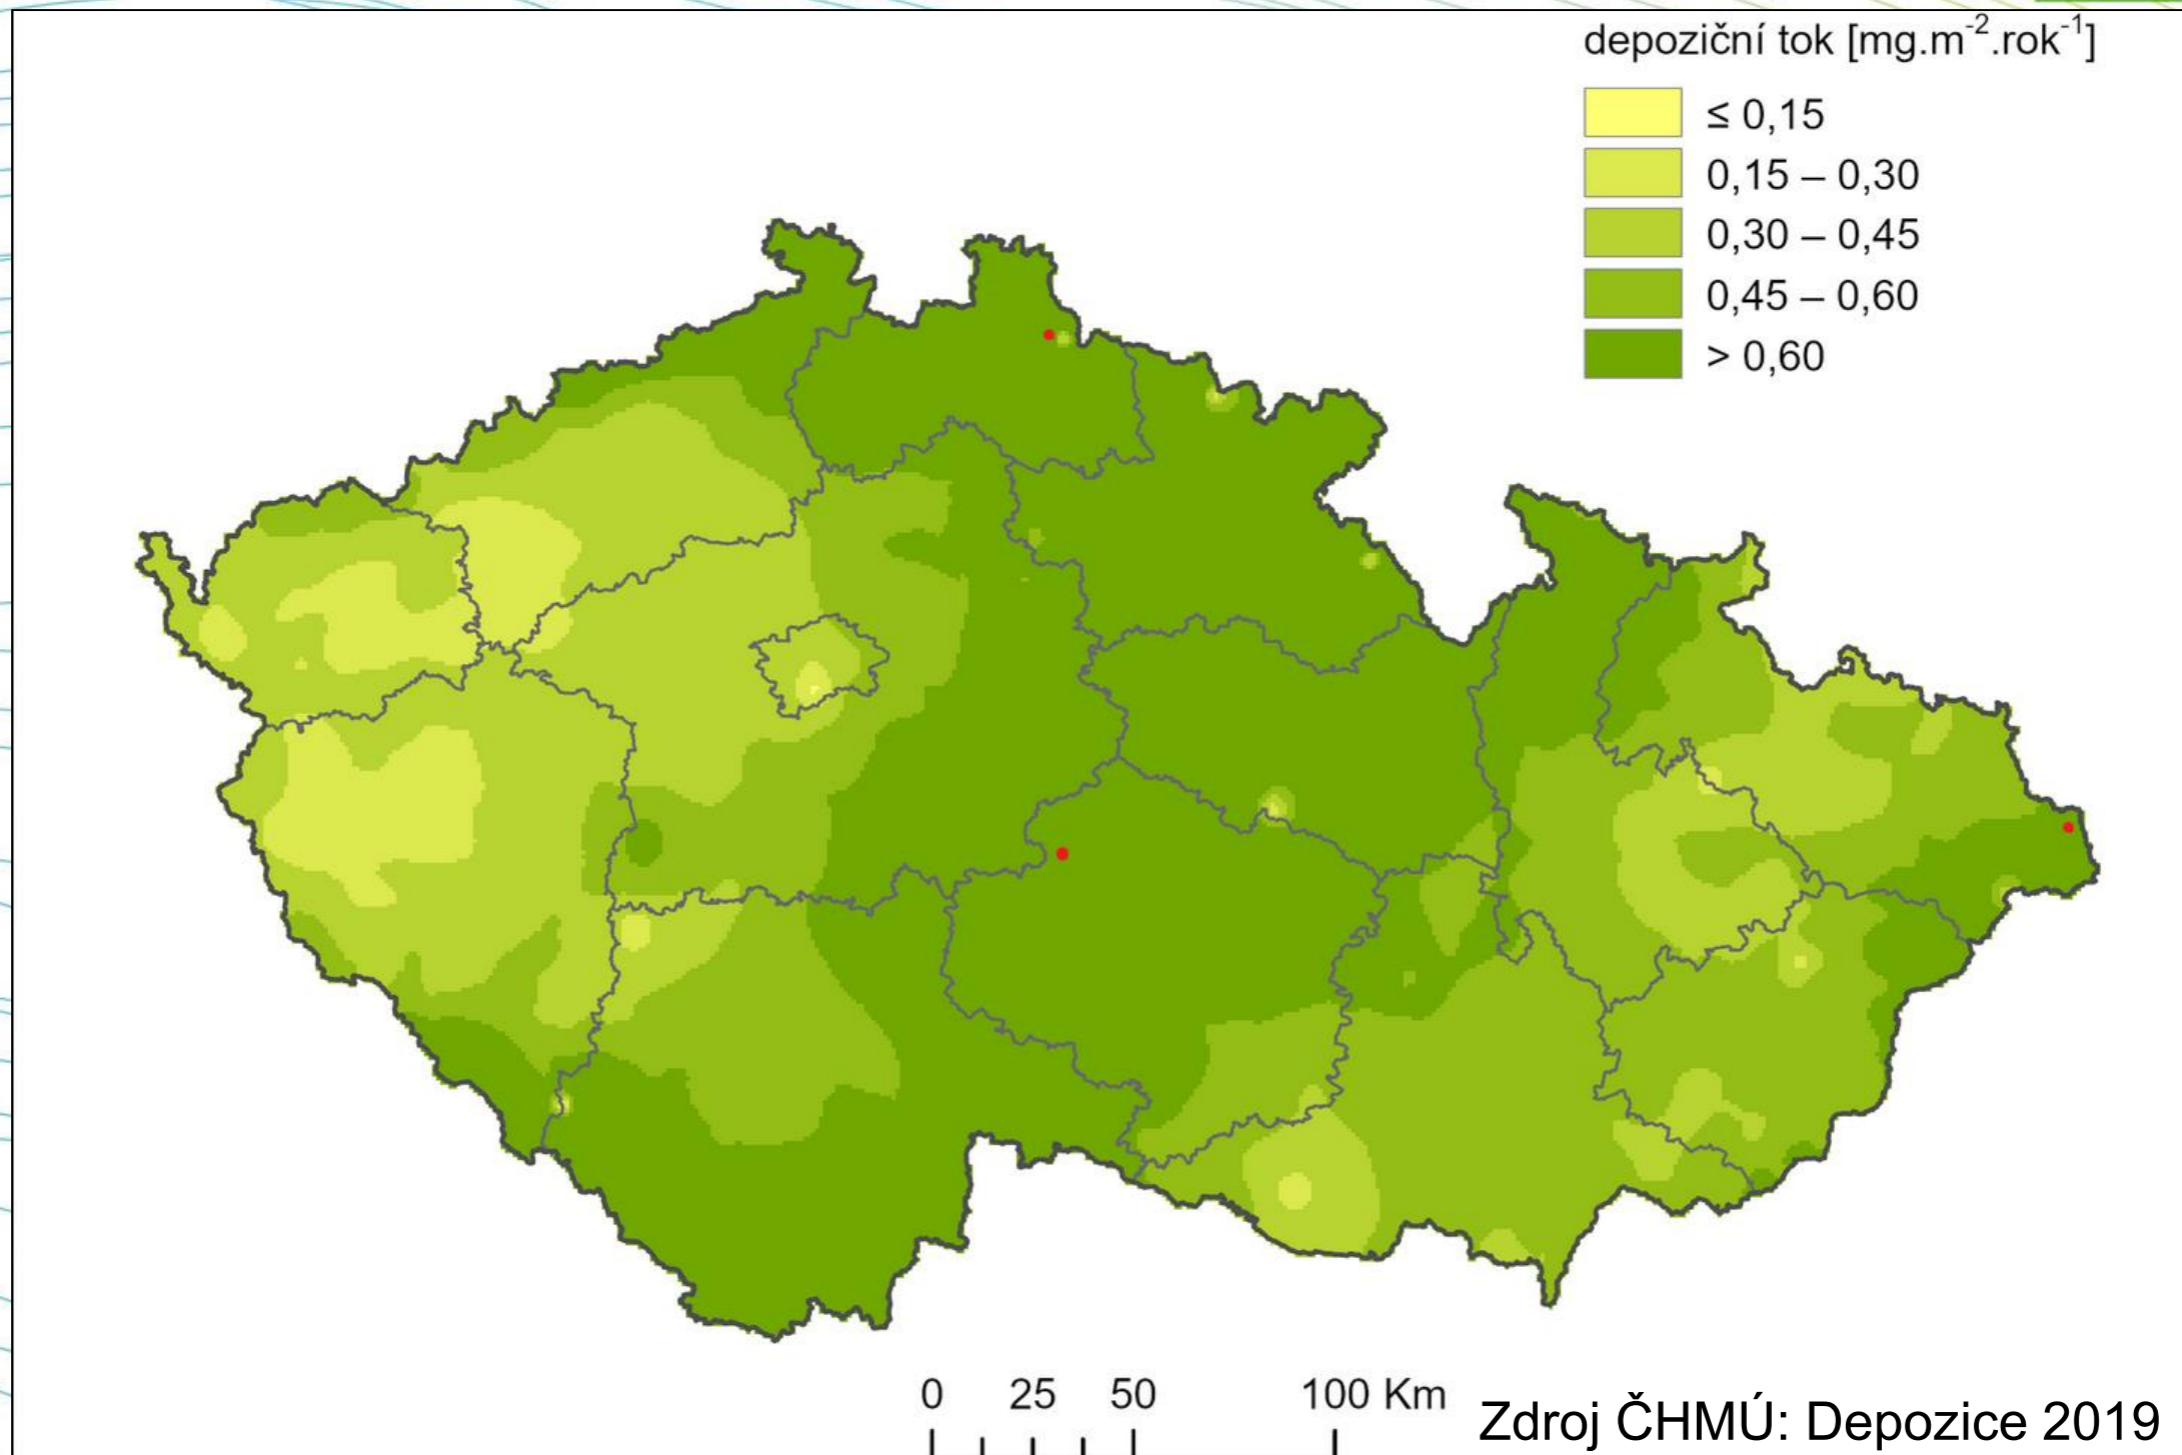 depoziční tok [mg.m⁻².rok⁻¹]
≤ 0,15
0,15 – 0,30
0,30 – 0,45
0,45 – 0,60
> 0,60
0 25 50 100 Km
Zdroj ČHMÚ: Depozice 2019